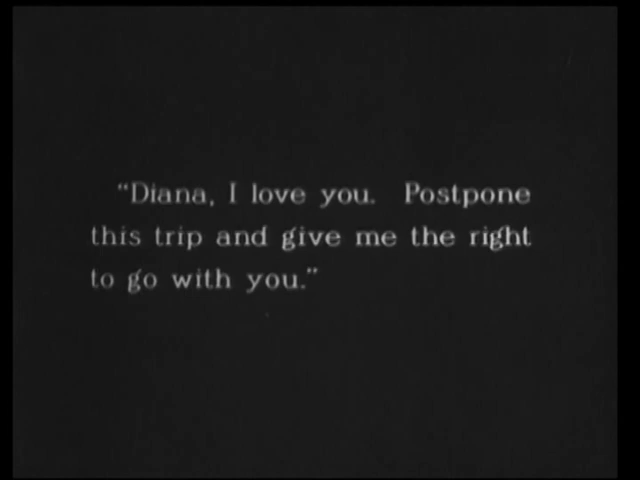 "Diana, I love you. Postpone
this trip and give me the right
to go with you."